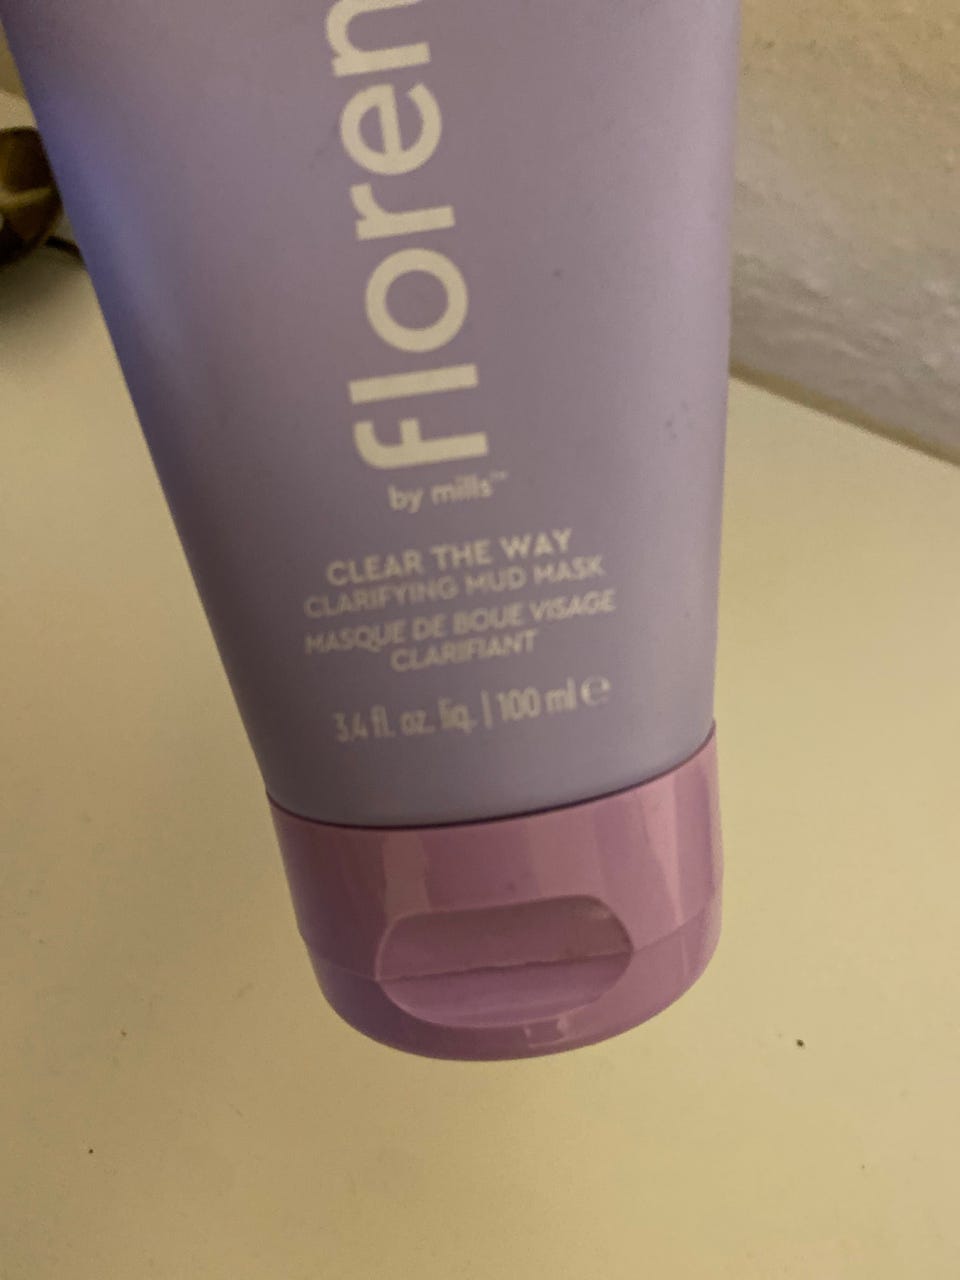 floren
by mills™
CLEAR THE WAY
CLARIFYING MUD MASK
MASQUE DE BOUE VISAGE
CLARIFIANT
3.4 fl. oz. liq. | 100 ml ℮